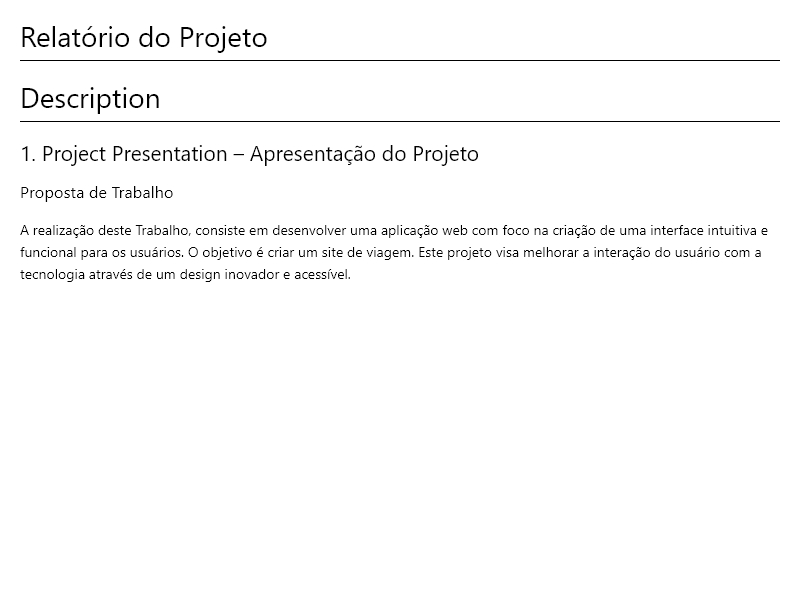 Relatório do Projeto
Description
1. Project Presentation – Apresentação do Projeto
Proposta de Trabalho
A realização deste Trabalho, consiste em desenvolver uma aplicação web com foco na criação de uma interface intuitiva e
funcional para os usuários. O objetivo é criar um site de viagem. Este projeto visa melhorar a interação do usuário com a
tecnologia através de um design inovador e acessível.